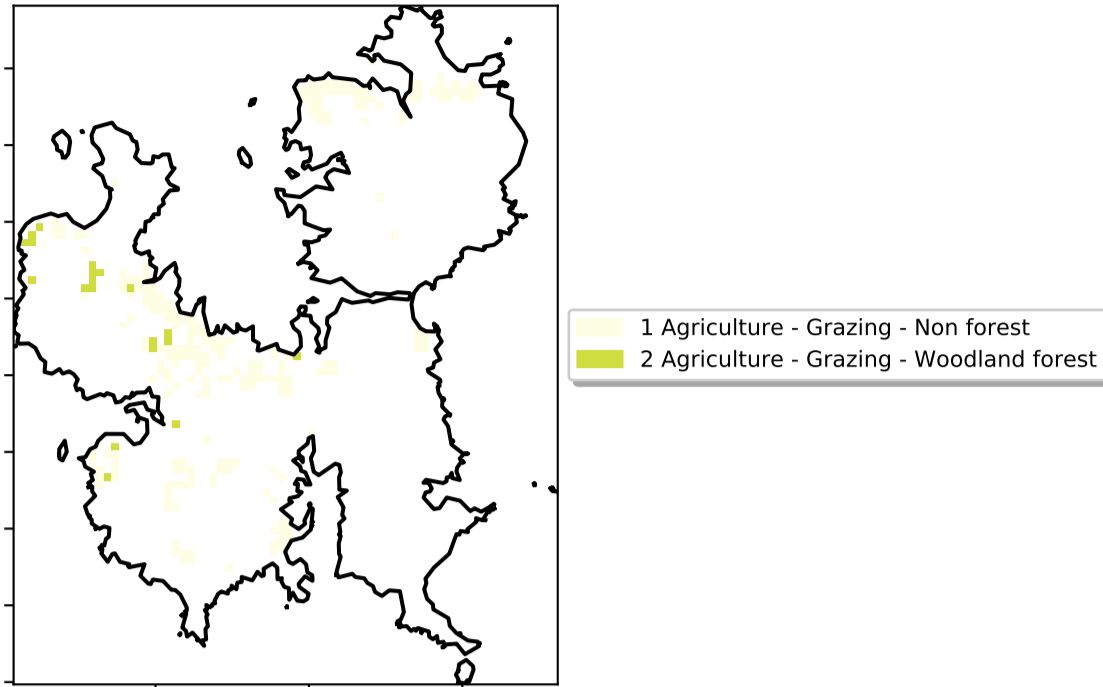 1 Agriculture - Grazing - Non forest
2 Agriculture - Grazing - Woodland forest